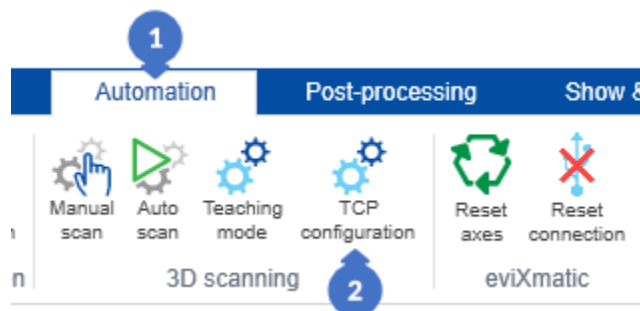 1
Automation
Post-processing
Show &
Manual
scan
Auto
scan
Teaching
mode
TCP
configuration
Reset
axes
Reset
connection
n
3D scanning
2
eviXmatic